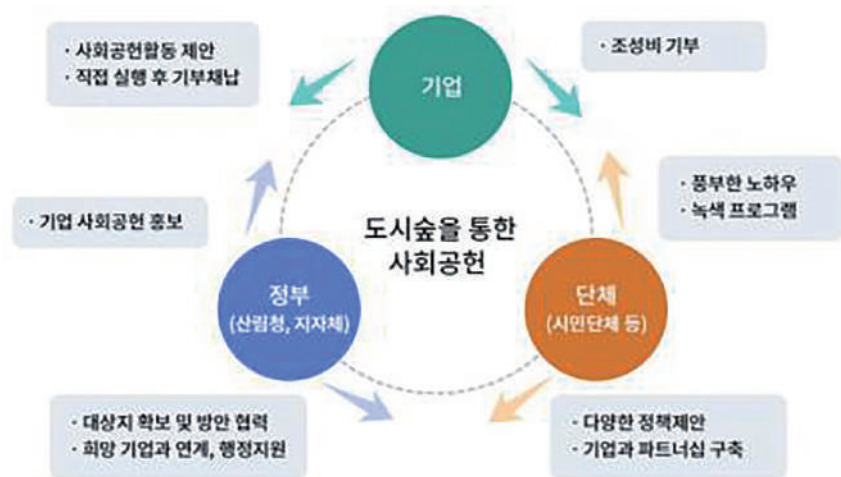 · 사회공헌활동 제안
· 직접 실행 후 기부채납
기업
· 조성비 기부
· 기업 사회공헌 홍보
도시숲을 통한
사회공헌
· 풍부한 노하우
· 녹색 프로그램
정부
(산림청, 지자체)
단체
(시민단체 등)
· 대상지 확보 및 방안 협력
· 희망 기업과 연계, 행정지원
· 다양한 정책제안
· 기업과 파트너십 구축